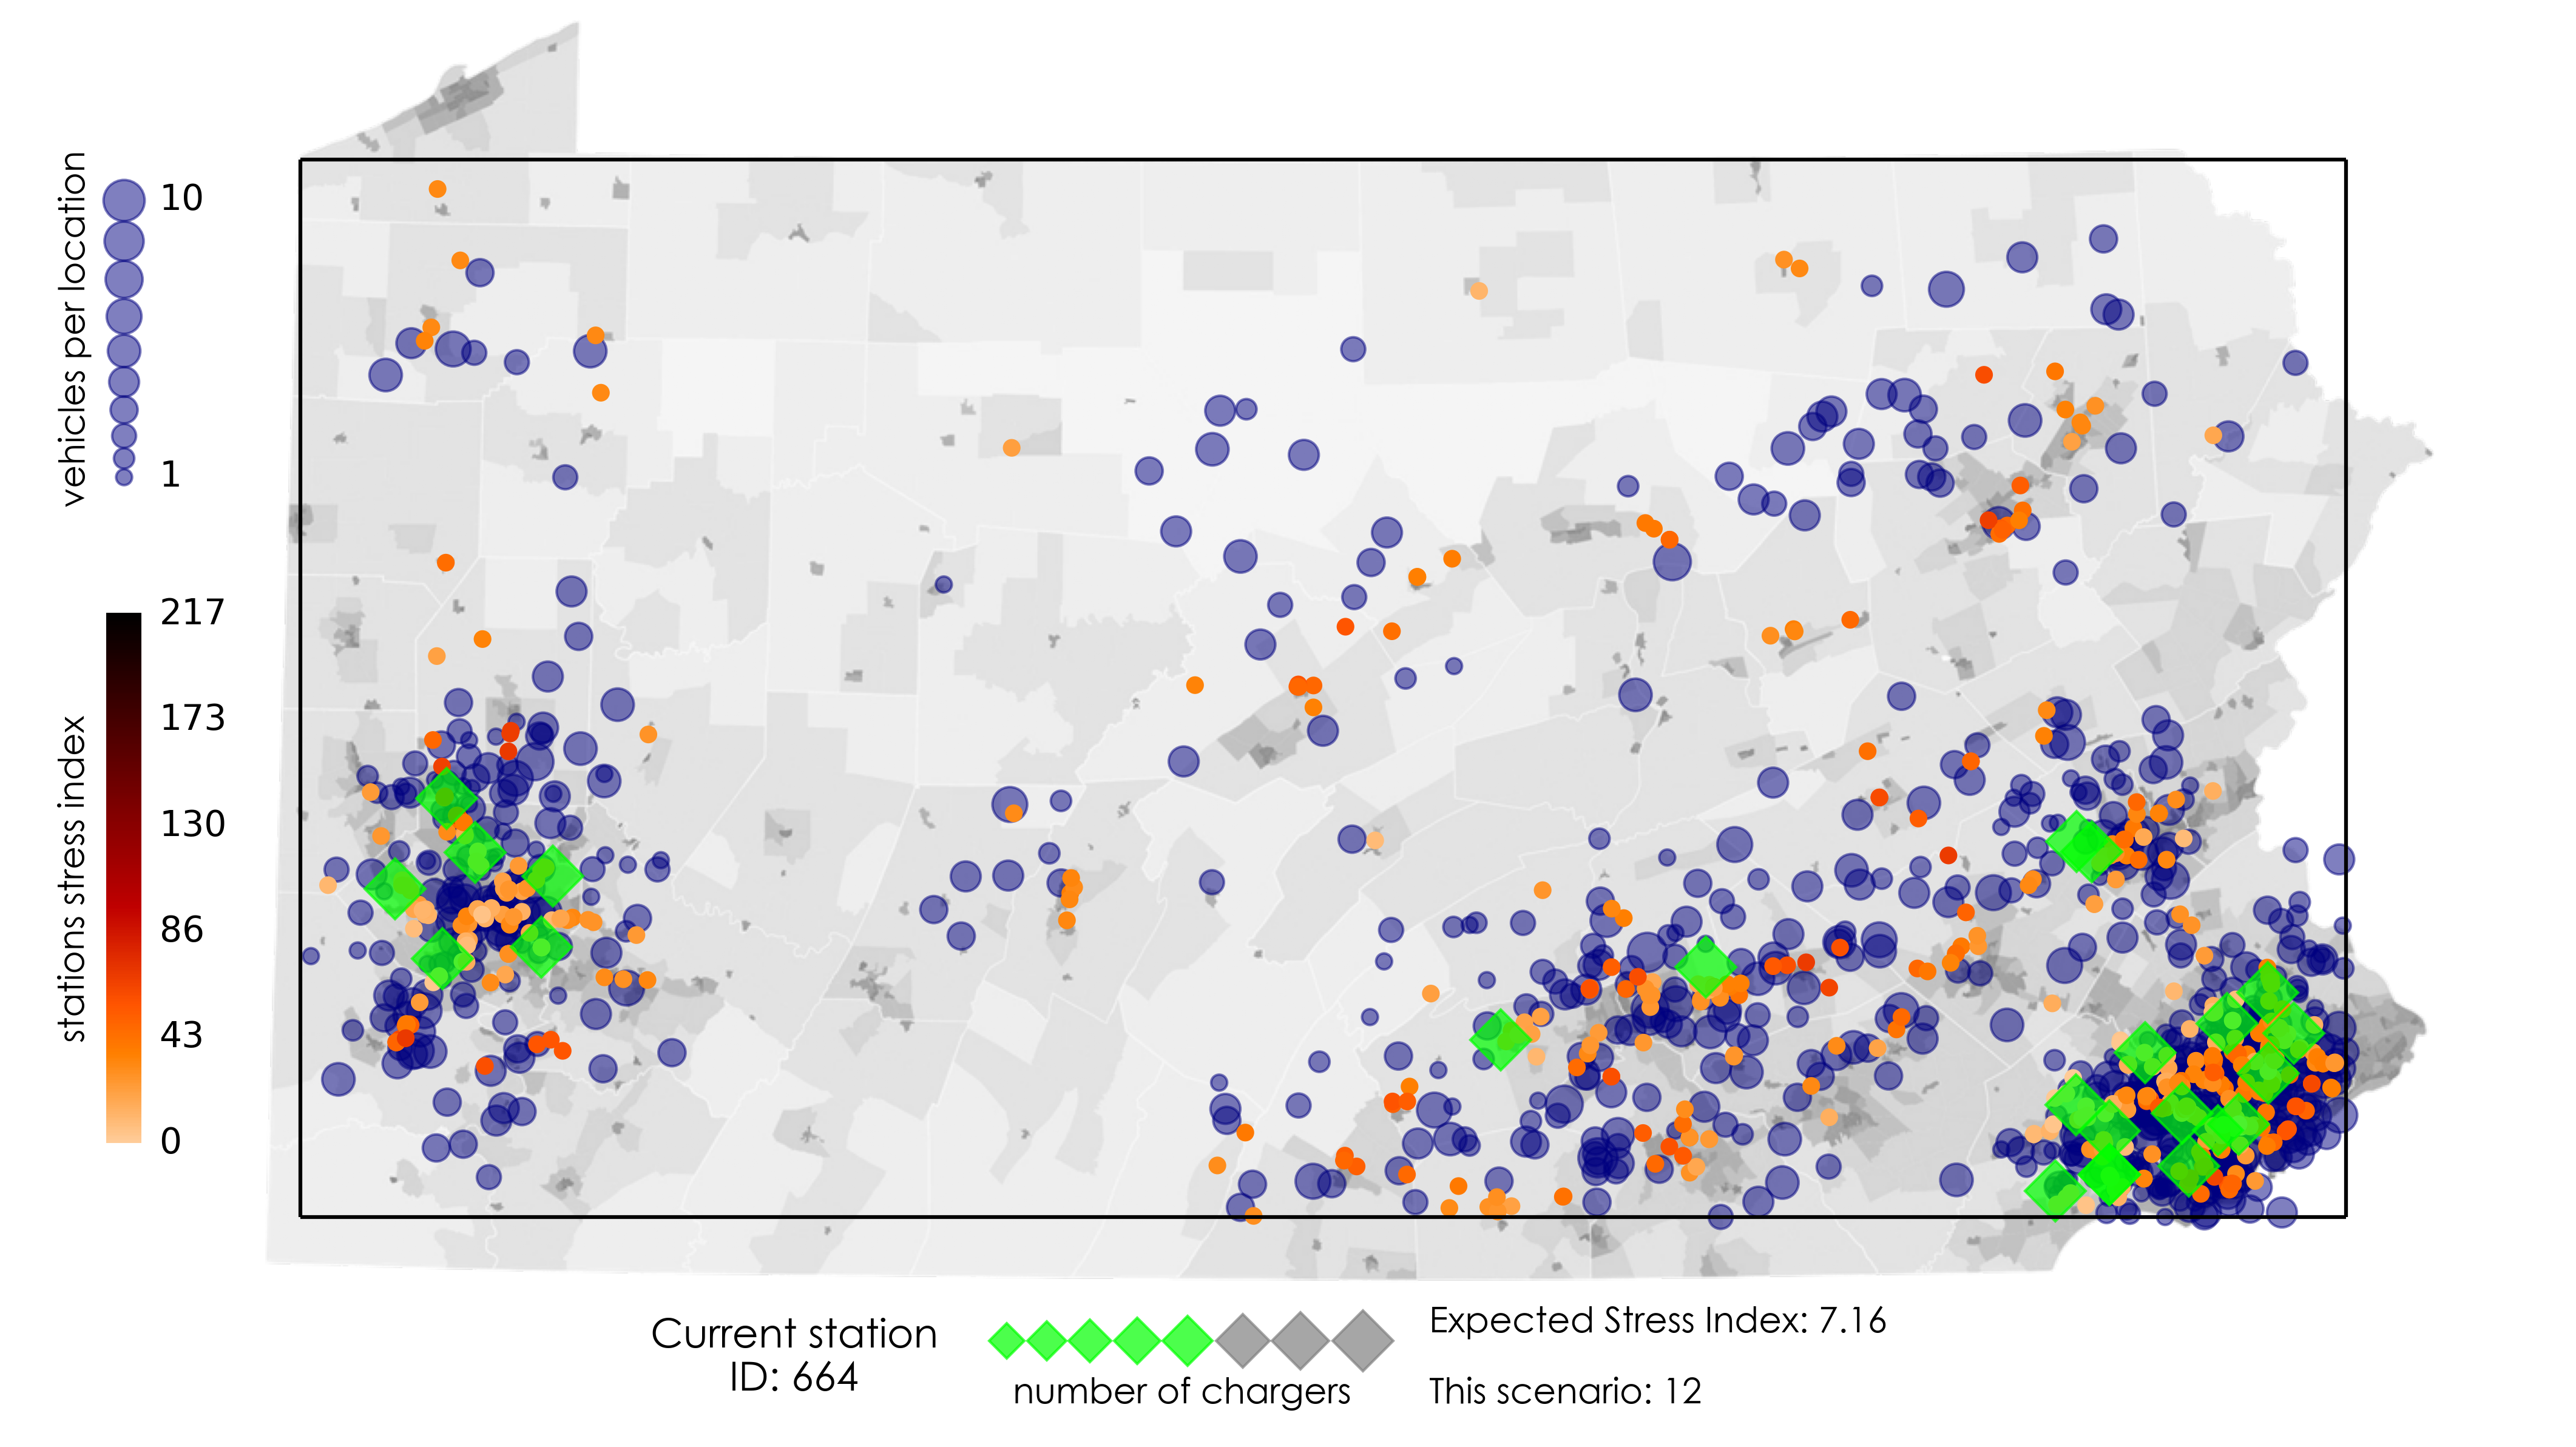 vehicles per location
10
1
stations stress index
217
173
130
86
43
0
Current station
ID: 664
number of chargers
Expected Stress Index: 7.16
This scenario: 12